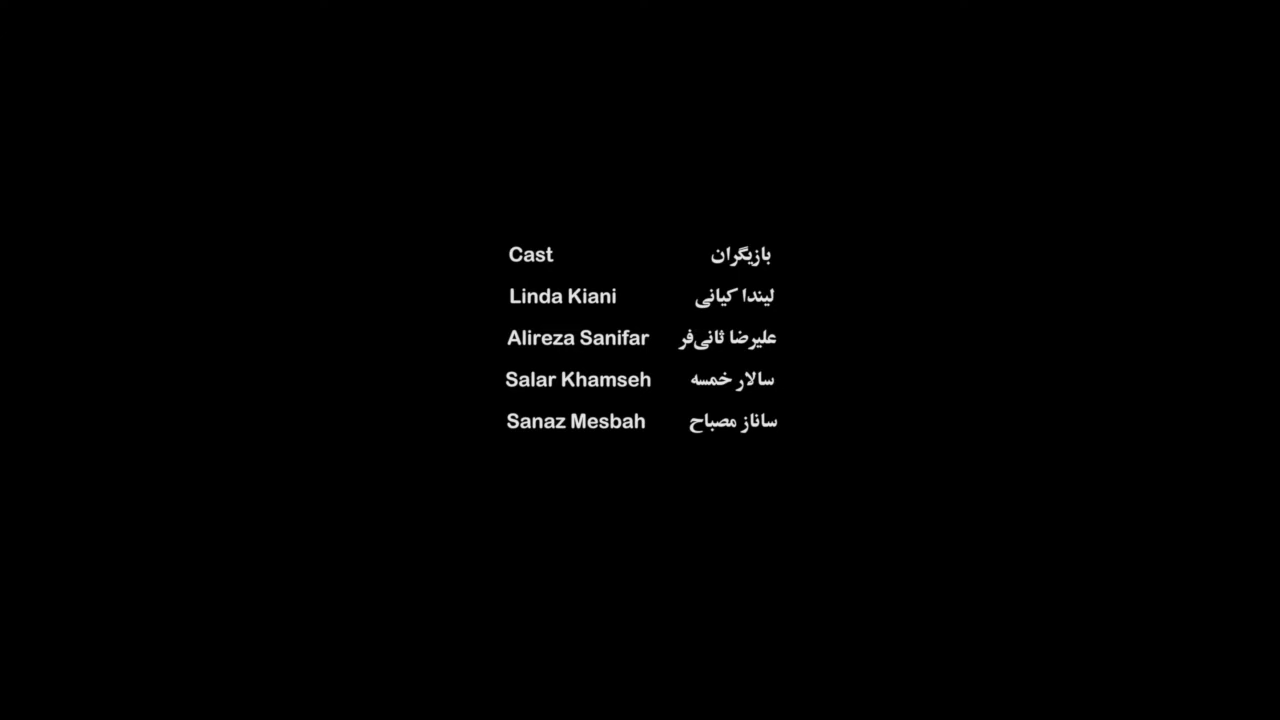 Cast بازیگران
Linda Kiani لیندا کیانی
Alireza Sanifar علیرضا ثانی‌فر
Salar Khamseh سالار خمسه
Sanaz Mesbah ساناز مصباح